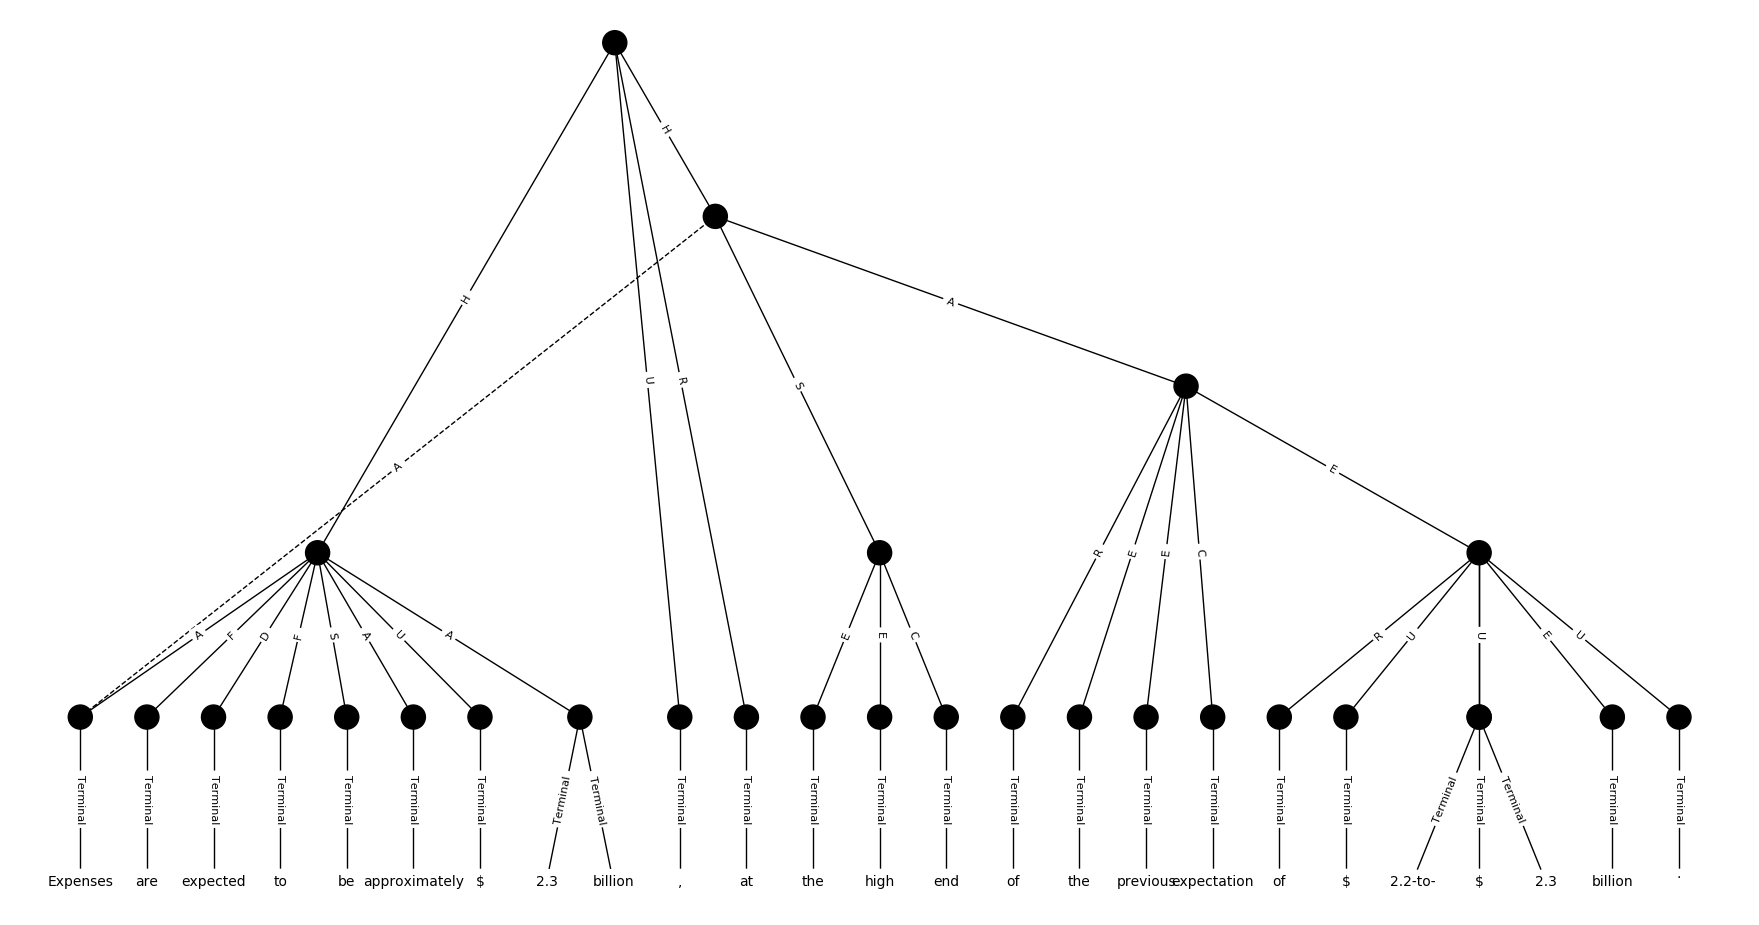 H
H
A
U
R
S
A
E
R
E
E
C
A
F
D
F
S
A
U
A
E
E
C
R
U
U
E
U
Terminal Terminal Terminal Terminal Terminal Terminal Terminal Terminal Terminal Terminal Terminal Terminal Terminal Terminal Terminal Terminal Terminal Terminal Terminal Terminal Terminal Terminal Terminal Terminal Terminal
Expenses are expected to be approximately $ 2.3 billion , at the high end of the previous expectation of $ 2.2-to- $ 2.3 billion .